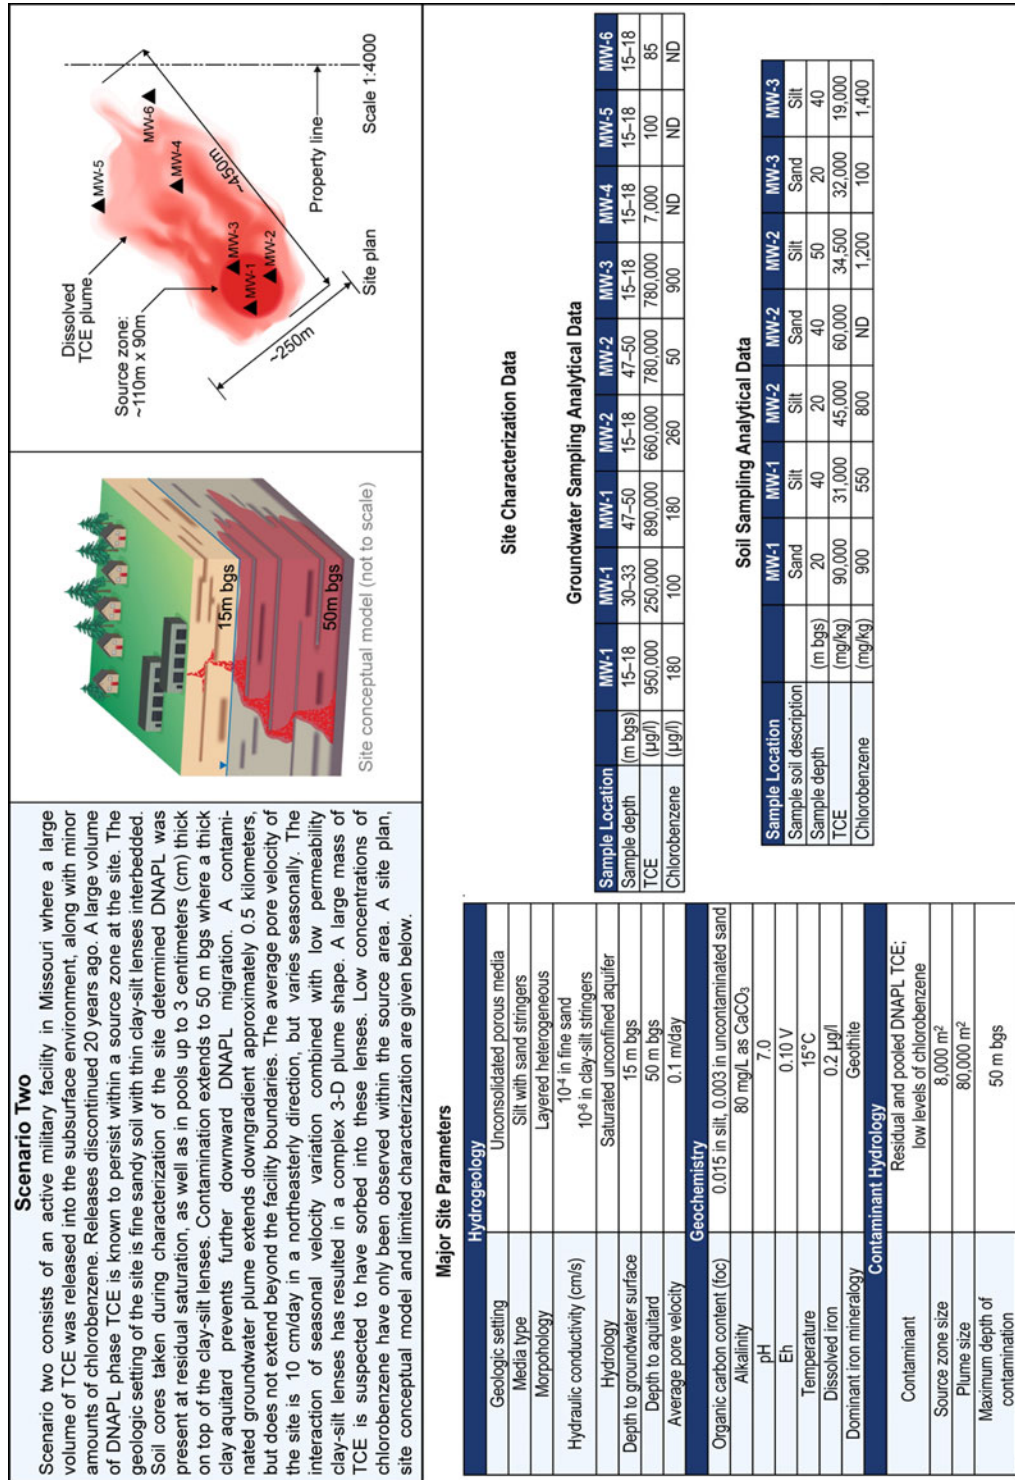 Scenario Two
Scenario two consists of an active military facility in Missouri where a large
volume of TCE was released into the subsurface environment, along with minor
amounts of chlorobenzene. Releases discontinued 20 years ago. A large volume
of DNAPL phase TCE is known to persist within a source zone at the site. The
geologic setting of the site is fine sandy soil with thin clay-silt lenses interbedded.
Soil cores taken during characterization of the site determined DNAPL was
present at residual saturation, as well as in pools up to 3 centimeters (cm) thick
on top of the clay-silt lenses. Contamination extends to 50 m bgs where a thick
clay aquitard prevents further downward DNAPL migration. A contami-
nated groundwater plume extends downgradient approximately 0.5 kilometers,
but does not extend beyond the facility boundaries. The average pore velocity of
the site is 10 cm/day in a northeasterly direction, but varies seasonally. The
interaction of seasonal velocity variation combined with low permeability
clay-silt lenses has resulted in a complex 3-D plume shape. A large mass of
TCE is suspected to have sorbed into these lenses. Low concentrations of
chlorobenzene have only been observed within the source area. A site plan,
site conceptual model and limited characterization are given below.
15m bgs
50m bgs
Site conceptual model (not to scale)
Dissolved
TCE plume
Source zone:
~110m x 90m
MW-5
MW-6
MW-4
MW-3
MW-1
MW-2
~450m
~250m
Property line
Site plan
Scale 1:4000
Major Site Parameters
Hydrogeology
Geologic setting Unconsolidated porous media
Media type Silt with sand stringers
Morpohology Layered heterogeneous
Hydraulic conductivity (cm/s) 10⁻⁴ in fine sand
10⁻⁶ in clay-silt stringers
Hydrology Saturated unconfined aquifer
Depth to groundwater surface 15 m bgs
Depth to aquitard 50 m bgs
Average pore velocity 0.1 m/day
Geochemistry
Organic carbon content (foc) 0.015 in silt, 0.003 in uncontaminated sand
Alkalinity 80 mg/L as CaCO₃
pH 7.0
Eh 0.10 V
Temperature 15°C
Dissolved iron 0.2 µg/l
Dominant iron mineralogy Geothite
Contaminant Hydrology
Contaminant Residual and pooled DNAPL TCE;
low levels of chlorobenzene
Source zone size 8,000 m²
Plume size 80,000 m²
Maximum depth of
contamination 50 m bgs
Site Characterization Data
Groundwater Sampling Analytical Data
Sample Location MW-1 MW-1 MW-1 MW-2 MW-2 MW-3 MW-4 MW-5 MW-6
Sample depth (m bgs) 15–18 30–33 47–50 15–18 47–50 15–18 15–18 15–18 15–18
TCE (µg/l) 950,000 250,000 890,000 660,000 780,000 780,000 7,000 100 85
Chlorobenzene (µg/l) 180 100 180 260 50 900 ND ND ND
Soil Sampling Analytical Data
Sample Location MW-1 MW-1 MW-2 MW-2 MW-2 MW-3 MW-3
Sample soil description Sand Silt Silt Sand Silt Sand Silt
Sample depth (m bgs) 20 40 20 40 50 20 40
TCE (mg/kg) 90,000 31,000 45,000 60,000 34,500 32,000 19,000
Chlorobenzene (mg/kg) 900 550 800 ND 1,200 100 1,400